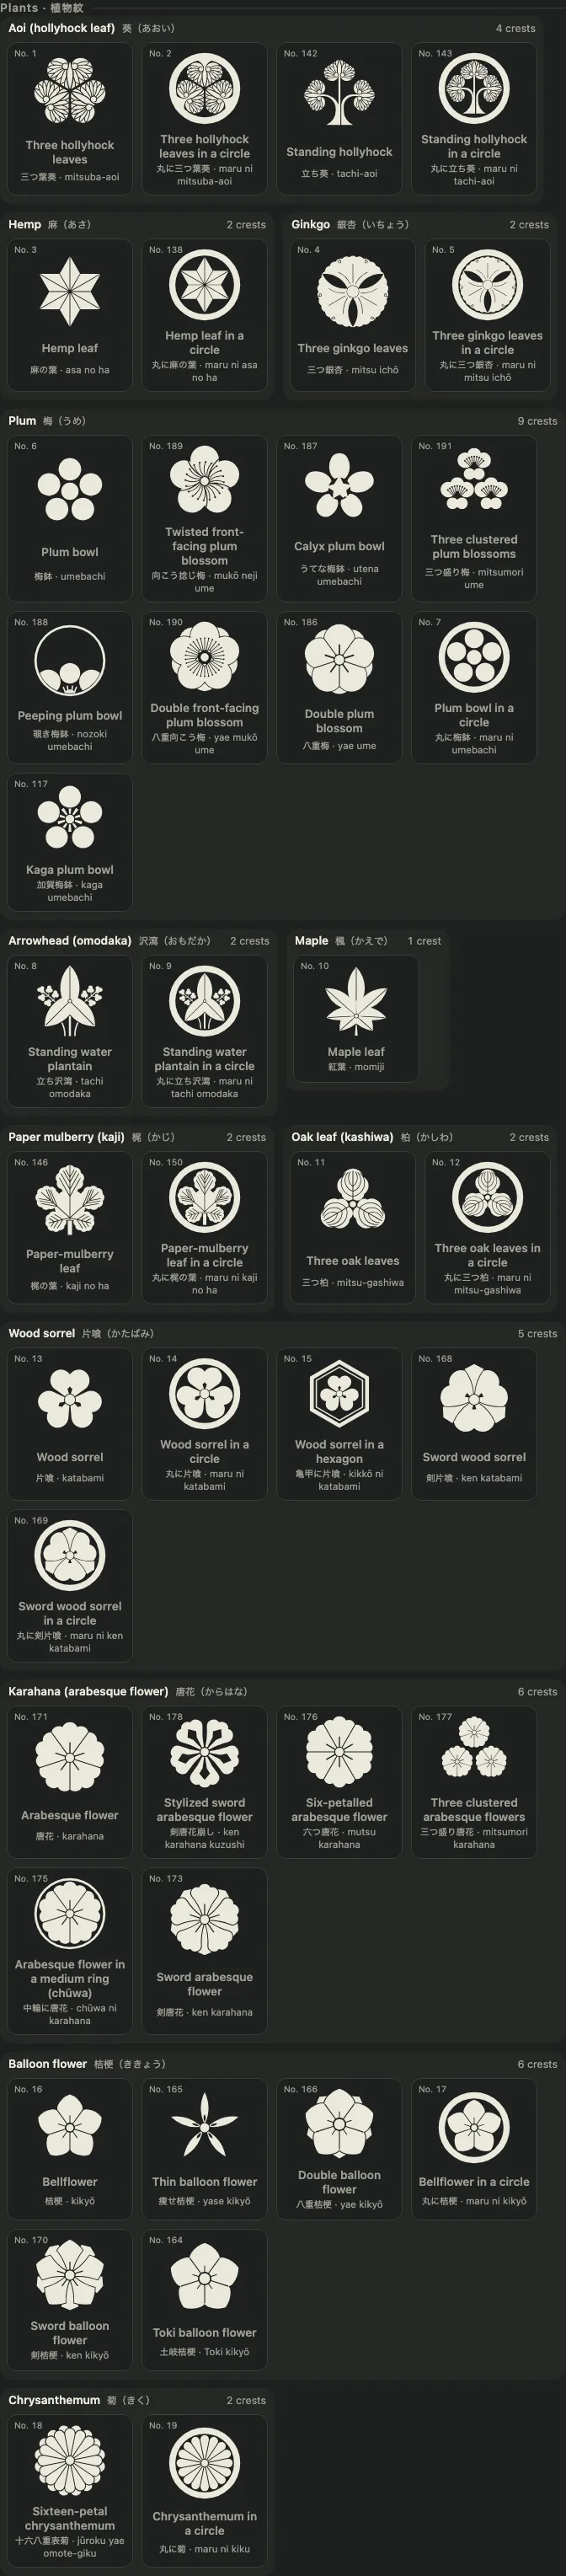 Plants · 植物紋
Aoi (hollyhock leaf) 葵（あおい） 4 crests
No. 1
Three hollyhock
leaves
三つ葉葵 · mitsuba-aoi
No. 2
Three hollyhock
leaves in a circle
丸に三つ葉葵 · maru ni
mitsuba-aoi
No. 142
Standing hollyhock
立ち葵 · tachi-aoi
No. 143
Standing hollyhock
in a circle
丸に立ち葵 · maru ni
tachi-aoi
Hemp 麻（あさ） 2 crests
No. 3
Hemp leaf
麻の葉 · asa no ha
No. 138
Hemp leaf in a
circle
丸に麻の葉 · maru ni asa
no ha
Ginkgo 銀杏（いちょう） 2 crests
No. 4
Three ginkgo leaves
三つ銀杏 · mitsu ichō
No. 5
Three ginkgo leaves
in a circle
丸に三つ銀杏 · maru ni
mitsu ichō
Plum 梅（うめ） 9 crests
No. 6
Plum bowl
梅鉢 · umebachi
No. 189
Twisted front-
facing plum
blossom
向こう捻じ梅 · mukō neji
ume
No. 187
Calyx plum bowl
うてな梅鉢 · utena
umebachi
No. 191
Three clustered
plum blossoms
三つ盛り梅 · mitsumori
ume
No. 188
Peeping plum bowl
覗き梅鉢 · nozoki
umebachi
No. 190
Double front-facing
plum blossom
八重向こう梅 · yae mukō
ume
No. 186
Double plum
blossom
八重梅 · yae ume
No. 7
Plum bowl in a
circle
丸に梅鉢 · maru ni
umebachi
No. 117
Kaga plum bowl
加賀梅鉢 · kaga
umebachi
Arrowhead (omodaka) 沢瀉（おもだか） 2 crests
No. 8
Standing water
plantain
立ち沢瀉 · tachi
omodaka
No. 9
Standing water
plantain in a circle
丸に立ち沢瀉 · maru ni
tachi omodaka
Maple 楓（かえで） 1 crest
No. 10
Maple leaf
紅葉 · momiji
Paper mulberry (kaji) 梶（かじ） 2 crests
No. 146
Paper-mulberry
leaf
梶の葉 · kaji no ha
No. 150
Paper-mulberry
leaf in a circle
丸に梶の葉 · maru ni kaji
no ha
Oak leaf (kashiwa) 柏（かしわ） 2 crests
No. 11
Three oak leaves
三つ柏 · mitsu-gashiwa
No. 12
Three oak leaves in
a circle
丸に三つ柏 · maru ni
mitsu-gashiwa
Wood sorrel 片喰（かたばみ） 5 crests
No. 13
Wood sorrel
片喰 · katabami
No. 14
Wood sorrel in a
circle
丸に片喰 · maru ni
katabami
No. 15
Wood sorrel in a
hexagon
亀甲に片喰 · kikkō ni
katabami
No. 168
Sword wood sorrel
剣片喰 · ken katabami
No. 169
Sword wood sorrel
in a circle
丸に剣片喰 · maru ni ken
katabami
Karahana (arabesque flower) 唐花（からはな） 6 crests
No. 171
Arabesque flower
唐花 · karahana
No. 178
Stylized sword
arabesque flower
剣唐花崩し · ken
karahana kuzushi
No. 176
Six-petalled
arabesque flower
六つ唐花 · mutsu
karahana
No. 177
Three clustered
arabesque flowers
三つ盛り唐花 · mitsumori
karahana
No. 175
Arabesque flower in
a medium ring
(chūwa)
中輪に唐花 · chūwa ni
karahana
No. 173
Sword arabesque
flower
剣唐花 · ken karahana
Balloon flower 桔梗（ききょう） 6 crests
No. 16
Bellflower
桔梗 · kikyō
No. 165
Thin balloon flower
痩せ桔梗 · yase kikyō
No. 166
Double balloon
flower
八重桔梗 · yae kikyō
No. 17
Bellflower in a circle
丸に桔梗 · maru ni kikyō
No. 170
Sword balloon
flower
剣桔梗 · ken kikyō
No. 164
Toki balloon flower
土岐桔梗 · Toki kikyō
Chrysanthemum 菊（きく） 2 crests
No. 18
Sixteen-petal
chrysanthemum
十六八重表菊 · jūroku yae
omote-giku
No. 19
Chrysanthemum in
a circle
丸に菊 · maru ni kiku